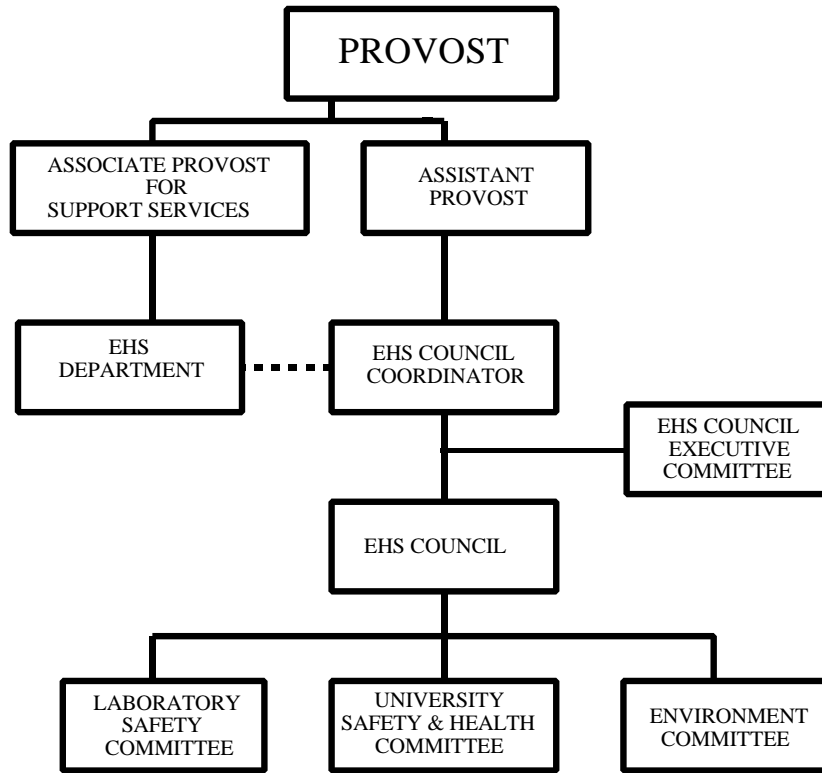 PROVOST
ASSOCIATE PROVOST
FOR
SUPPORT SERVICES
ASSISTANT
PROVOST
EHS
DEPARTMENT
EHS COUNCIL
COORDINATOR
EHS COUNCIL
EXECUTIVE
COMMITTEE
EHS COUNCIL
LABORATORY
SAFETY
COMMITTEE
UNIVERSITY
SAFETY & HEALTH
COMMITTEE
ENVIRONMENT
COMMITTEE